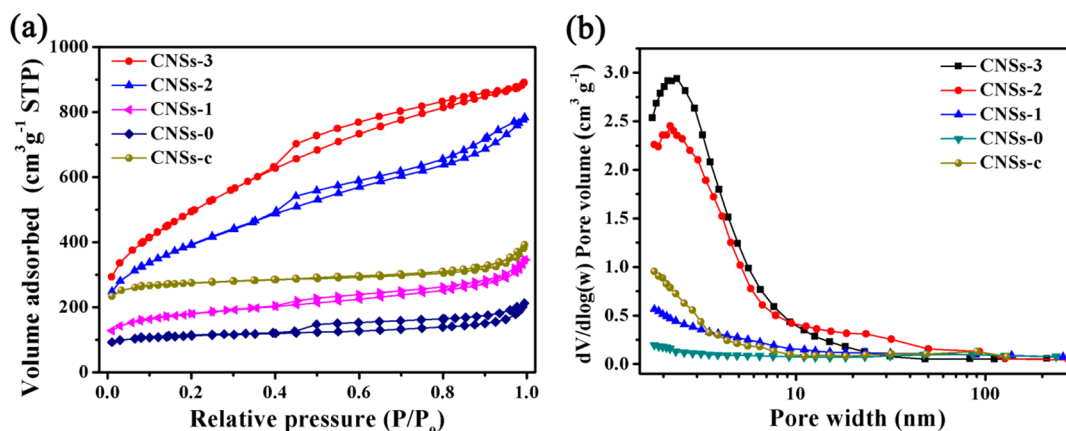 (a)
1000
800
600
400
200
0
Volume adsorbed (cm³g⁻¹ STP)
CNSs-3
CNSs-2
CNSs-1
CNSs-0
CNSs-c
0.0 0.2 0.4 0.6 0.8 1.0
Relative pressure (P/P₀)
(b)
3.0
2.5
2.0
1.5
1.0
0.5
0.0
dV/dlog(w) Pore volume (cm³ g⁻¹)
CNSs-3
CNSs-2
CNSs-1
CNSs-0
CNSs-c
10 100
Pore width (nm)